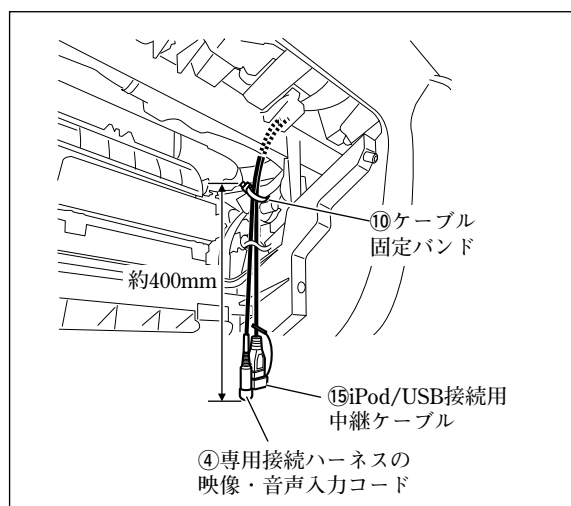 ⑩ケーブル
固定バンド
約400mm
⑮iPod/USB接続用
中継ケーブル
④専用接続ハーネスの
映像・音声入力コード